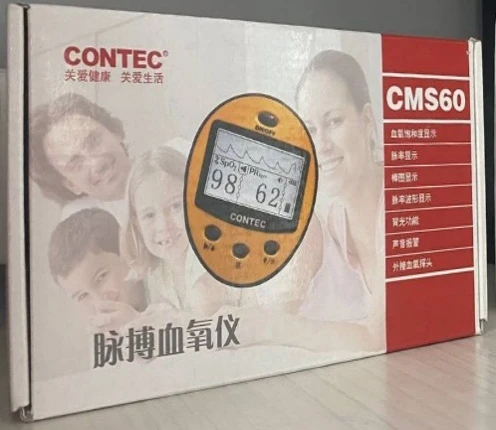 CONTEC®
关爱健康 关爱生活
CMS60
血氧饱和度显示
脉率显示
棒图显示
脉率波形显示
背光功能
声音报警
外接血氧探头
ON/OFF
%SpO₂ PR
98 62
CONTEC
脉搏血氧仪